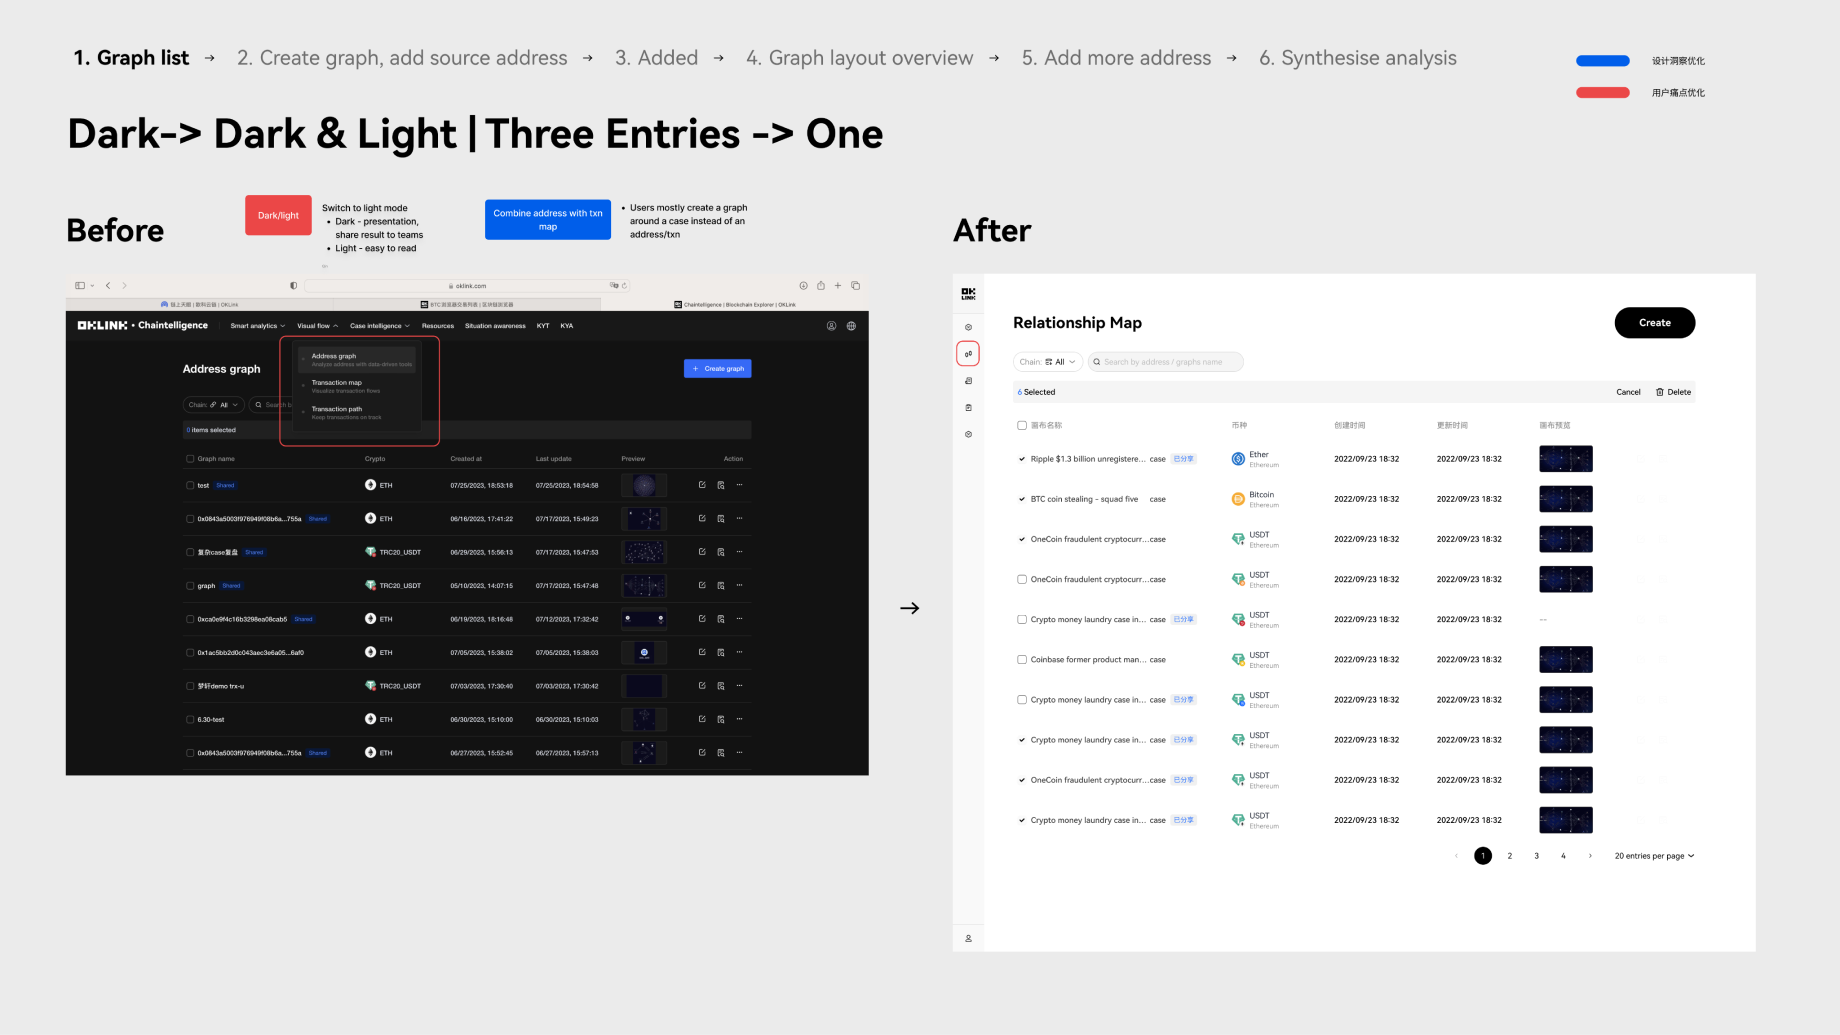 1. Graph list → 2. Create graph, add source address → 3. Added → 4. Graph layout overview → 5. Add more address → 6. Synthesise analysis
设计洞察优化
用户痛点优化
Dark-> Dark & Light | Three Entries -> One
Before
Dark/light
Switch to light mode
• Dark - presentation,
share result to teams
• Light - easy to read
Combine address with txn
map
• Users mostly create a graph
around a case instead of an
address/txn
oklink.com
Chaintelligence | Blockchain Explorer | OKLink
OKLINK • Chaintelligence
Smart analytics
Visual flow
Case intelligence
Resources
Situation awareness
KYT
KYA
Address graph
Create graph
Address graph
Analyze address with data-driven tools
Transaction map
Visualise transaction flows
Transaction path
Keep transactions on track
Chain: All
Search b
0 items selected
Graph name Crypto Created at Last update Preview Action
test Shared ETH 07/25/2023, 18:53:18 07/25/2023, 18:54:58
0x0843a5003f976949f08b6a...755a Shared ETH 06/16/2023, 17:41:22 07/17/2023, 15:49:23
复杂case复盘 Shared TRC20_USDT 06/29/2023, 15:56:13 07/17/2023, 15:47:53
graph Shared TRC20_USDT 05/10/2023, 14:07:15 07/17/2023, 15:47:48
0xca0e9f4c16b3298ea08cab5 Shared ETH 06/19/2023, 18:16:48 07/12/2023, 17:32:42
0x1ac5bb2d0c043aec3e6a05...6af0 ETH 07/05/2023, 15:38:02 07/05/2023, 15:38:03
梦轩demo trx-u TRC20_USDT 07/03/2023, 17:30:40 07/03/2023, 17:30:42
6.30-test ETH 06/30/2023, 15:10:00 06/30/2023, 15:10:03
0x0843a5003f976949f08b6a...755a Shared ETH 06/27/2023, 15:52:45 06/27/2023, 15:57:13
→
After
OK
LINK
Relationship Map
Create
Chain: All
Search by address / graphs name
6 Selected
Cancel
Delete
画布名称 币种 创建时间 更新时间 画布预览
Ripple $1.3 billion unregistere... case 已分享 Ether Ethereum 2022/09/23 18:32 2022/09/23 18:32
BTC coin stealing - squad five case Bitcoin Ethereum 2022/09/23 18:32 2022/09/23 18:32
OneCoin fraudulent cryptocurr...case USDT Ethereum 2022/09/23 18:32 2022/09/23 18:32
OneCoin fraudulent cryptocurr...case USDT Ethereum 2022/09/23 18:32 2022/09/23 18:32
Crypto money laundry case in... case 已分享 USDT Ethereum 2022/09/23 18:32 2022/09/23 18:32 --
Coinbase former product man... case USDT Ethereum 2022/09/23 18:32 2022/09/23 18:32
Crypto money laundry case in... case 已分享 USDT Ethereum 2022/09/23 18:32 2022/09/23 18:32
Crypto money laundry case in... case 已分享 USDT Ethereum 2022/09/23 18:32 2022/09/23 18:32
OneCoin fraudulent cryptocurr...case 已分享 USDT Ethereum 2022/09/23 18:32 2022/09/23 18:32
Crypto money laundry case in... case 已分享 USDT Ethereum 2022/09/23 18:32 2022/09/23 18:32
1 2 3 4 20 entries per page